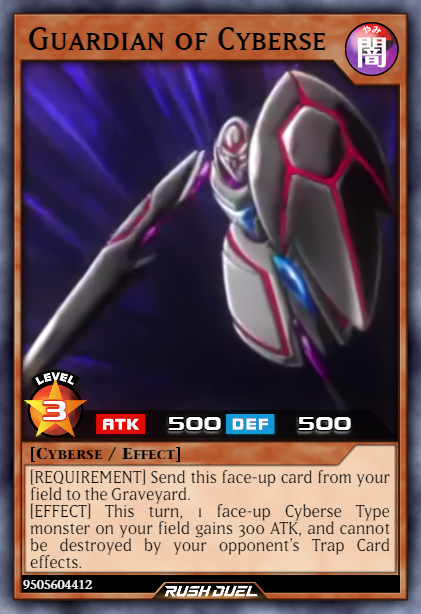 Guardian of Cyberse
やみ
闇
LEVEL
3
ATK 500 DEF 500
[Cyberse / Effect]
[REQUIREMENT] Send this face-up card from your
field to the Graveyard.
[EFFECT] This turn, 1 face-up Cyberse Type
monster on your field gains 300 ATK, and cannot
be destroyed by your opponent's Trap Card
effects.
9505604412
RUSH DUEL